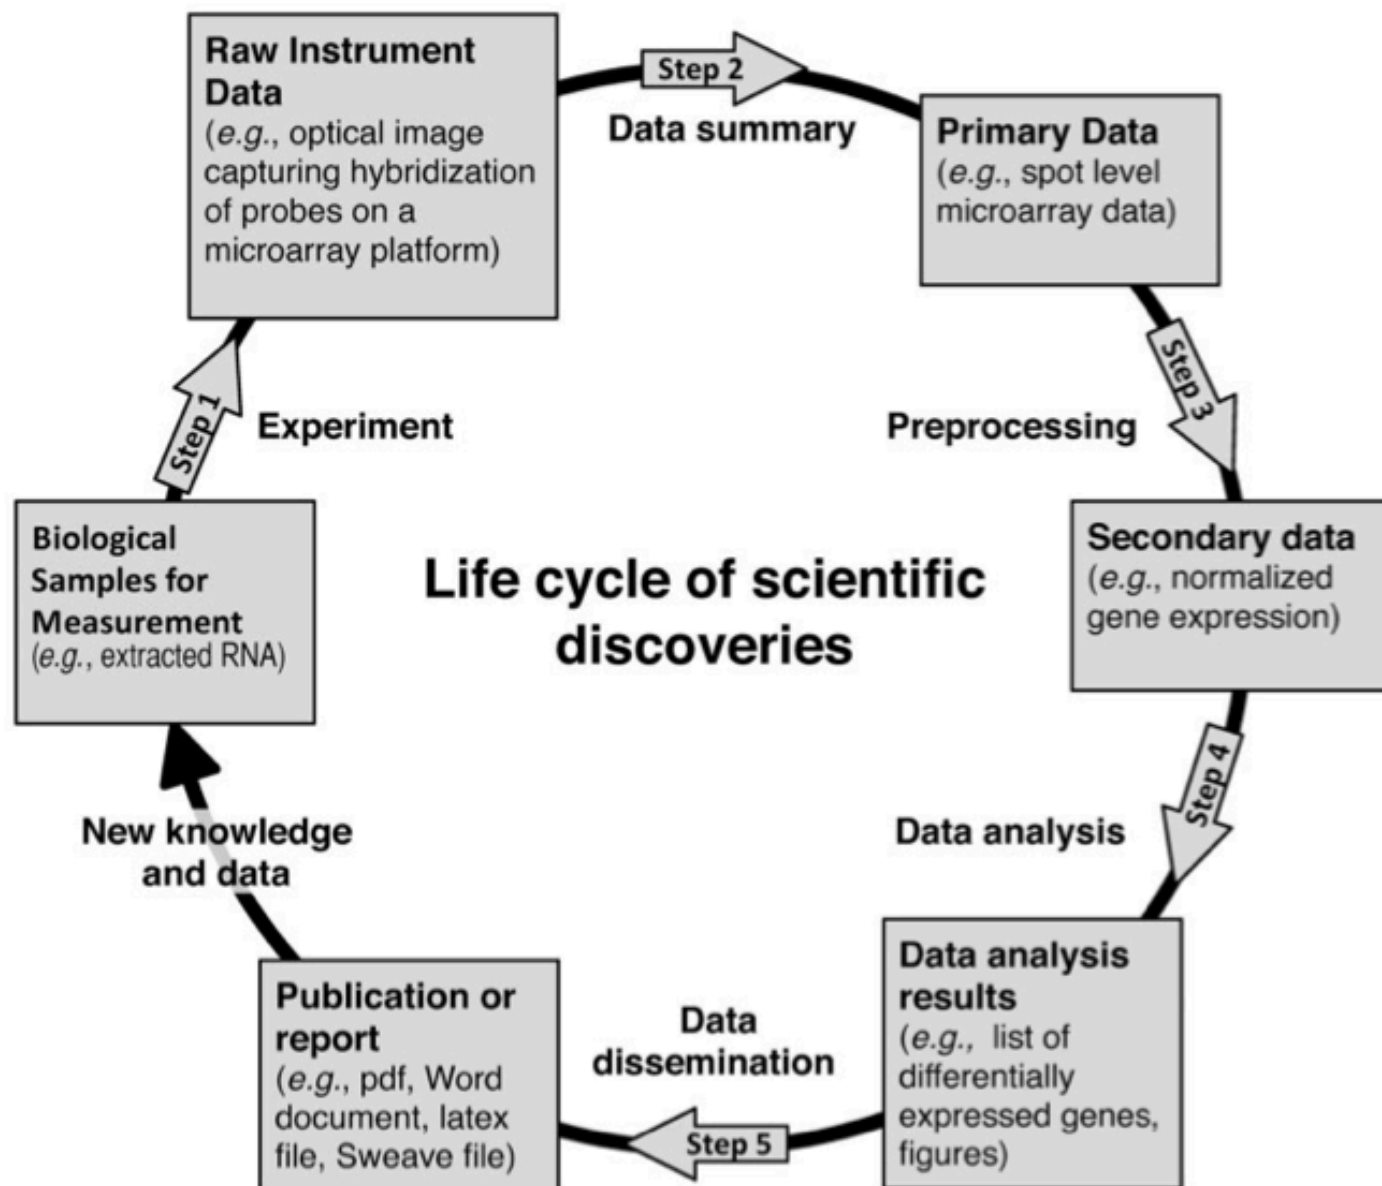 Raw Instrument
Data
(e.g., optical image
capturing hybridization
of probes on a
microarray platform)
Step 2
Data summary
Primary Data
(e.g., spot level
microarray data)
Step 3
Preprocessing
Secondary data
(e.g., normalized
gene expression)
Step 4
Data analysis
Data analysis
results
(e.g., list of
differentially
expressed genes,
figures)
Step 5
Data
dissemination
Publication or
report
(e.g., pdf, Word
document, latex
file, Sweave file)
New knowledge
and data
Biological
Samples for
Measurement
(e.g., extracted RNA)
Step 1
Experiment
Life cycle of scientific
discoveries